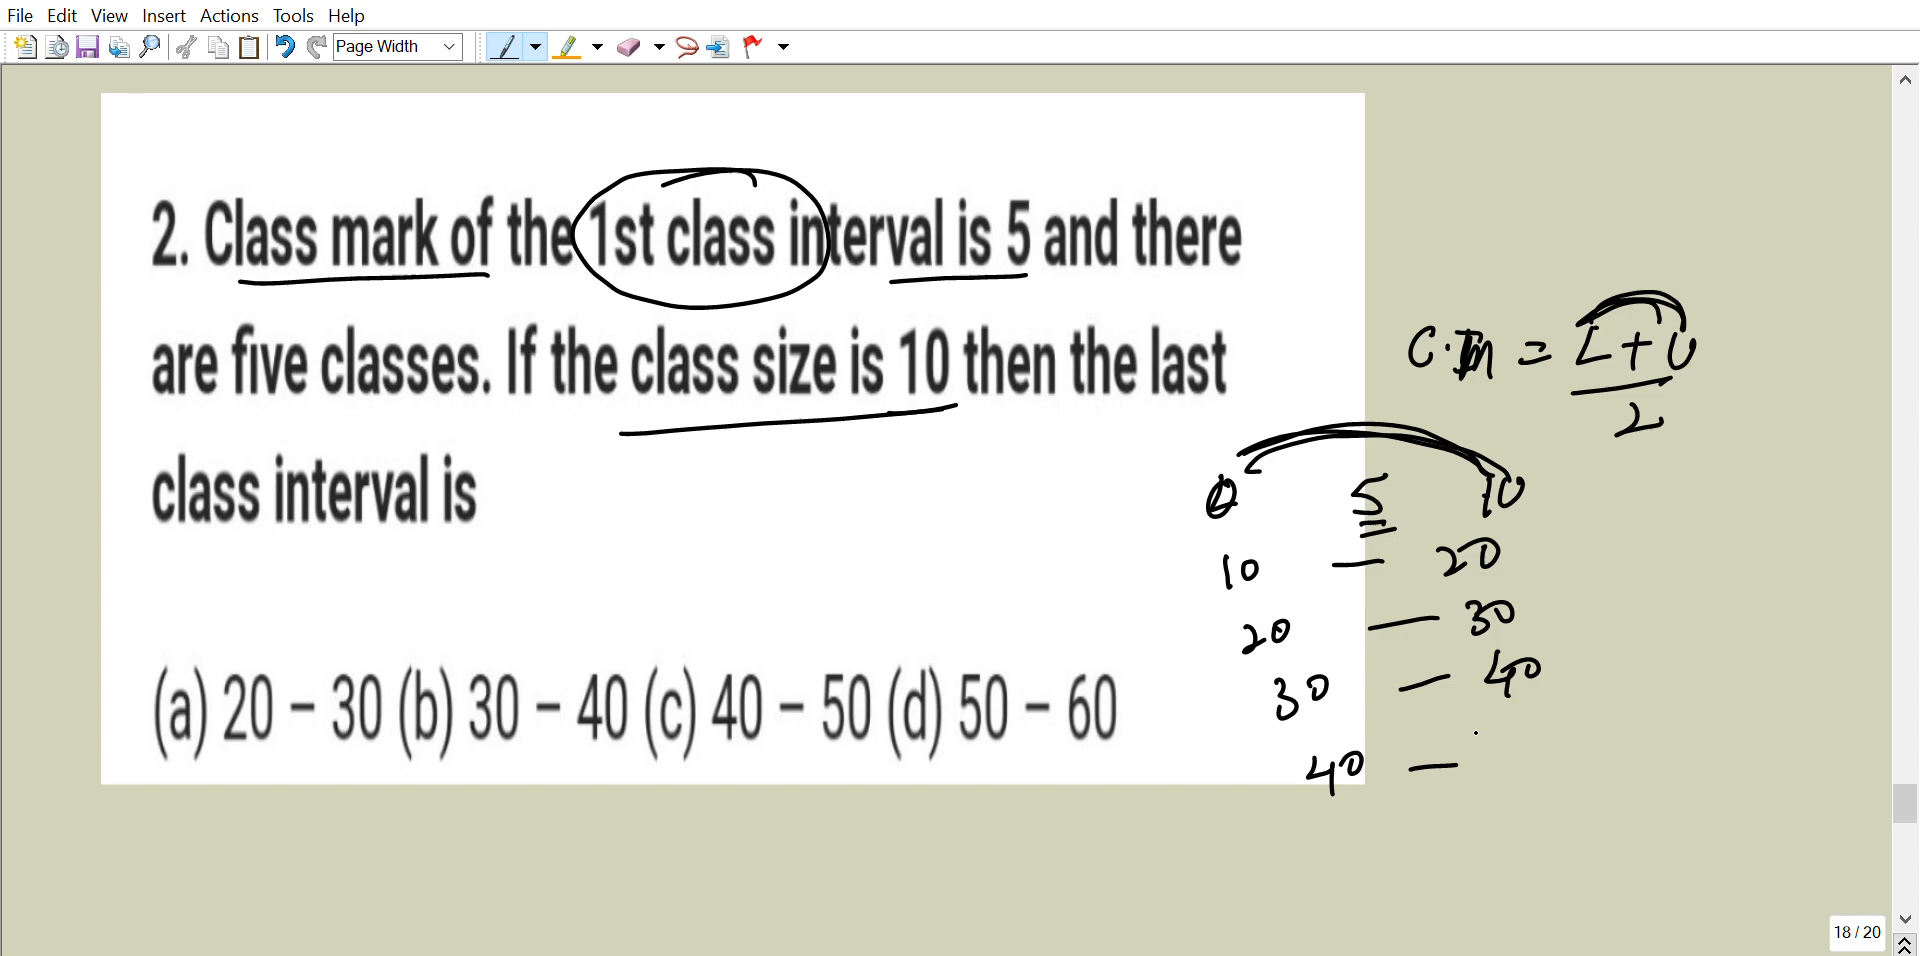 File Edit View Insert Actions Tools Help
Page Width
2. Class mark of the 1st class interval is 5 and there
are five classes. If the class size is 10 then the last
class interval is
(a) 20 – 30 (b) 30 – 40 (c) 40 – 50 (d) 50 – 60
C.M = L+U
2
0 5 10
10 — 20
20 — 30
30 — 40
40 —
18 / 20